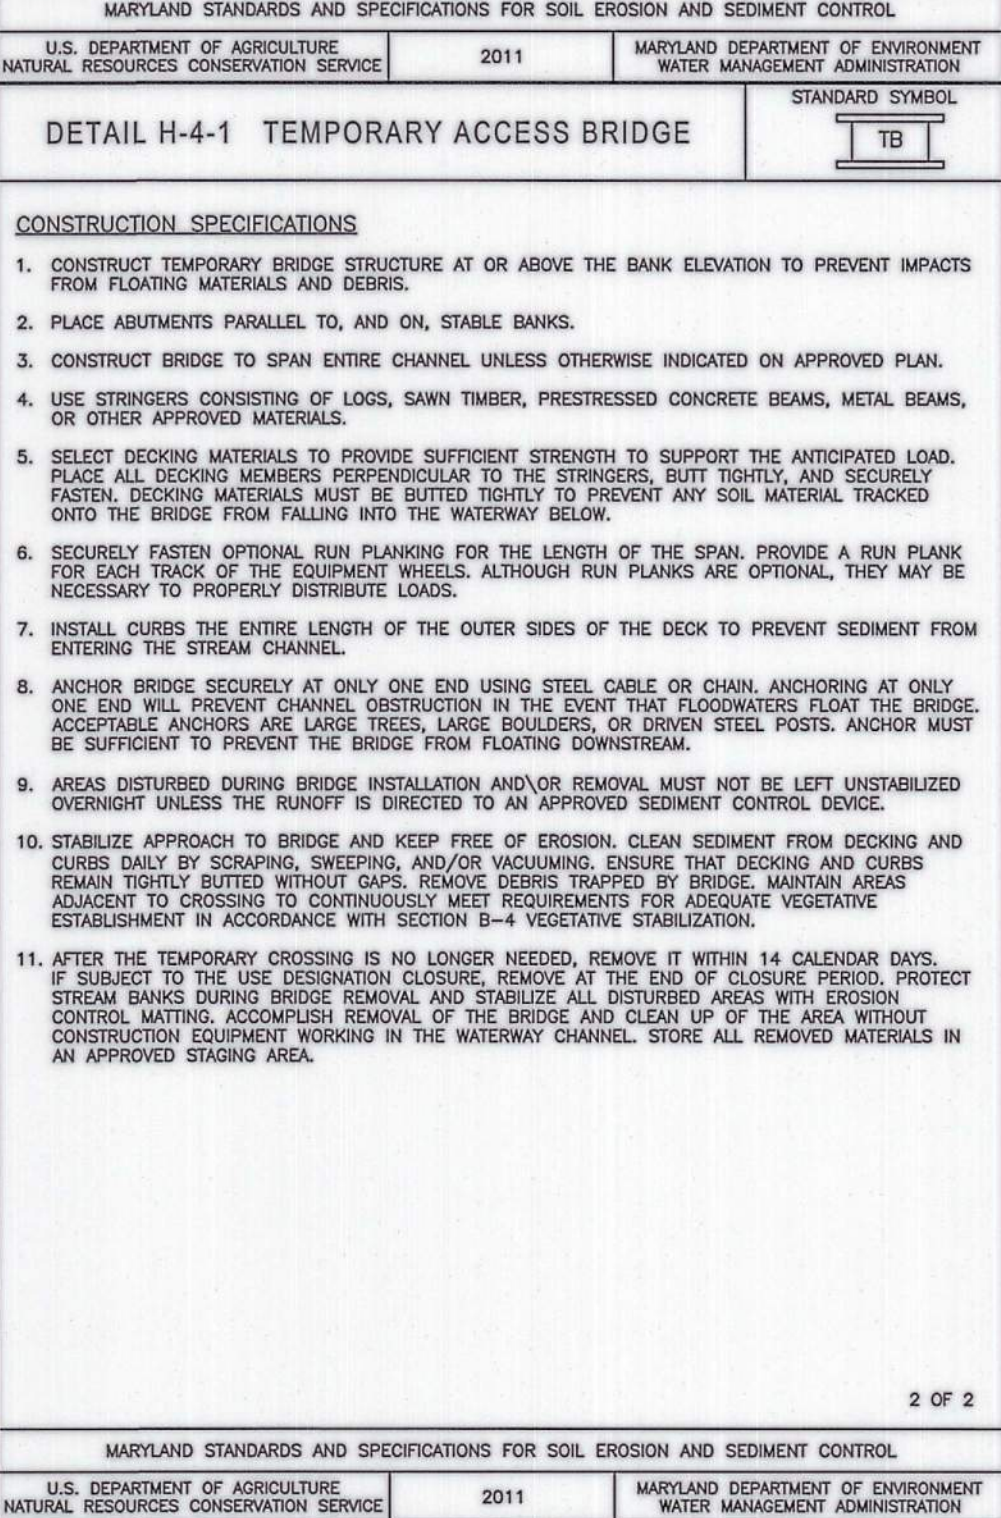 MARYLAND STANDARDS AND SPECIFICATIONS FOR SOIL EROSION AND SEDIMENT CONTROL
U.S. DEPARTMENT OF AGRICULTURE
NATURAL RESOURCES CONSERVATION SERVICE
2011
MARYLAND DEPARTMENT OF ENVIRONMENT
WATER MANAGEMENT ADMINISTRATION
DETAIL H-4-1 TEMPORARY ACCESS BRIDGE
STANDARD SYMBOL
TB
CONSTRUCTION SPECIFICATIONS
1. CONSTRUCT TEMPORARY BRIDGE STRUCTURE AT OR ABOVE THE BANK ELEVATION TO PREVENT IMPACTS
FROM FLOATING MATERIALS AND DEBRIS.
2. PLACE ABUTMENTS PARALLEL TO, AND ON, STABLE BANKS.
3. CONSTRUCT BRIDGE TO SPAN ENTIRE CHANNEL UNLESS OTHERWISE INDICATED ON APPROVED PLAN.
4. USE STRINGERS CONSISTING OF LOGS, SAWN TIMBER, PRESTRESSED CONCRETE BEAMS, METAL BEAMS,
OR OTHER APPROVED MATERIALS.
5. SELECT DECKING MATERIALS TO PROVIDE SUFFICIENT STRENGTH TO SUPPORT THE ANTICIPATED LOAD.
PLACE ALL DECKING MEMBERS PERPENDICULAR TO THE STRINGERS, BUTT TIGHTLY, AND SECURELY
FASTEN. DECKING MATERIALS MUST BE BUTTED TIGHTLY TO PREVENT ANY SOIL MATERIAL TRACKED
ONTO THE BRIDGE FROM FALLING INTO THE WATERWAY BELOW.
6. SECURELY FASTEN OPTIONAL RUN PLANKING FOR THE LENGTH OF THE SPAN. PROVIDE A RUN PLANK
FOR EACH TRACK OF THE EQUIPMENT WHEELS. ALTHOUGH RUN PLANKS ARE OPTIONAL, THEY MAY BE
NECESSARY TO PROPERLY DISTRIBUTE LOADS.
7. INSTALL CURBS THE ENTIRE LENGTH OF THE OUTER SIDES OF THE DECK TO PREVENT SEDIMENT FROM
ENTERING THE STREAM CHANNEL.
8. ANCHOR BRIDGE SECURELY AT ONLY ONE END USING STEEL CABLE OR CHAIN. ANCHORING AT ONLY
ONE END WILL PREVENT CHANNEL OBSTRUCTION IN THE EVENT THAT FLOODWATERS FLOAT THE BRIDGE.
ACCEPTABLE ANCHORS ARE LARGE TREES, LARGE BOULDERS, OR DRIVEN STEEL POSTS. ANCHOR MUST
BE SUFFICIENT TO PREVENT THE BRIDGE FROM FLOATING DOWNSTREAM.
9. AREAS DISTURBED DURING BRIDGE INSTALLATION AND\OR REMOVAL MUST NOT BE LEFT UNSTABILIZED
OVERNIGHT UNLESS THE RUNOFF IS DIRECTED TO AN APPROVED SEDIMENT CONTROL DEVICE.
10. STABILIZE APPROACH TO BRIDGE AND KEEP FREE OF EROSION. CLEAN SEDIMENT FROM DECKING AND
CURBS DAILY BY SCRAPING, SWEEPING, AND/OR VACUUMING. ENSURE THAT DECKING AND CURBS
REMAIN TIGHTLY BUTTED WITHOUT GAPS. REMOVE DEBRIS TRAPPED BY BRIDGE. MAINTAIN AREAS
ADJACENT TO CROSSING TO CONTINUOUSLY MEET REQUIREMENTS FOR ADEQUATE VEGETATIVE
ESTABLISHMENT IN ACCORDANCE WITH SECTION B-4 VEGETATIVE STABILIZATION.
11. AFTER THE TEMPORARY CROSSING IS NO LONGER NEEDED, REMOVE IT WITHIN 14 CALENDAR DAYS.
IF SUBJECT TO THE USE DESIGNATION CLOSURE, REMOVE AT THE END OF CLOSURE PERIOD. PROTECT
STREAM BANKS DURING BRIDGE REMOVAL AND STABILIZE ALL DISTURBED AREAS WITH EROSION
CONTROL MATTING. ACCOMPLISH REMOVAL OF THE BRIDGE AND CLEAN UP OF THE AREA WITHOUT
CONSTRUCTION EQUIPMENT WORKING IN THE WATERWAY CHANNEL. STORE ALL REMOVED MATERIALS IN
AN APPROVED STAGING AREA.
2 OF 2
MARYLAND STANDARDS AND SPECIFICATIONS FOR SOIL EROSION AND SEDIMENT CONTROL
U.S. DEPARTMENT OF AGRICULTURE
NATURAL RESOURCES CONSERVATION SERVICE
2011
MARYLAND DEPARTMENT OF ENVIRONMENT
WATER MANAGEMENT ADMINISTRATION